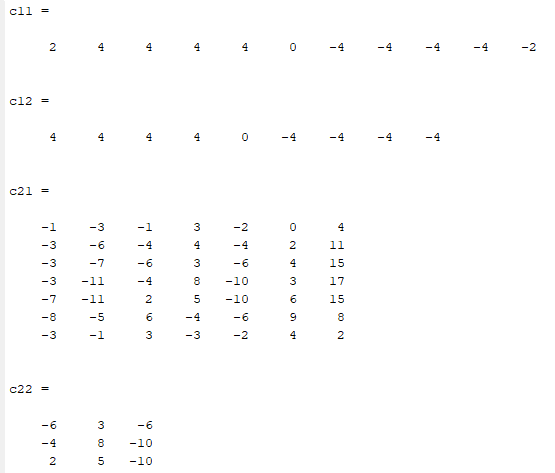 c11 =
2 4 4 4 4 0 -4 -4 -4 -4 -2
c12 =
4 4 4 4 0 -4 -4 -4 -4
c21 =
-1 -3 -1 3 -2 0 4
-3 -6 -4 4 -4 2 11
-3 -7 -6 3 -6 4 15
-3 -11 -4 8 -10 3 17
-7 -11 2 5 -10 6 15
-8 -5 6 -4 -6 9 8
-3 -1 3 -3 -2 4 2
c22 =
-6 3 -6
-4 8 -10
2 5 -10